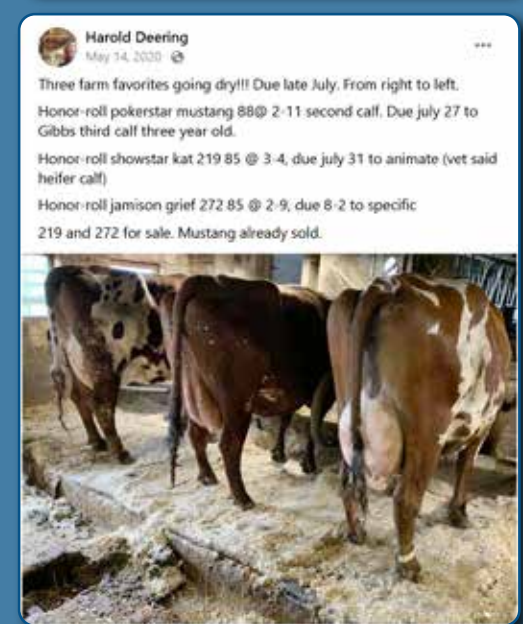 Harold Deering
May 14, 2020
Three farm favorites going dry!!! Due late July. From right to left.
Honor-roll pokerstar mustang 88@ 2-11 second calf. Due july 27 to
Gibbs third calf three year old.
Honor-roll showstar kat 219 85 @ 3-4, due july 31 to animate (vet said
heifer calf)
Honor-roll jamison grief 272 85 @ 2-9, due 8-2 to specific
219 and 272 for sale. Mustang already sold.